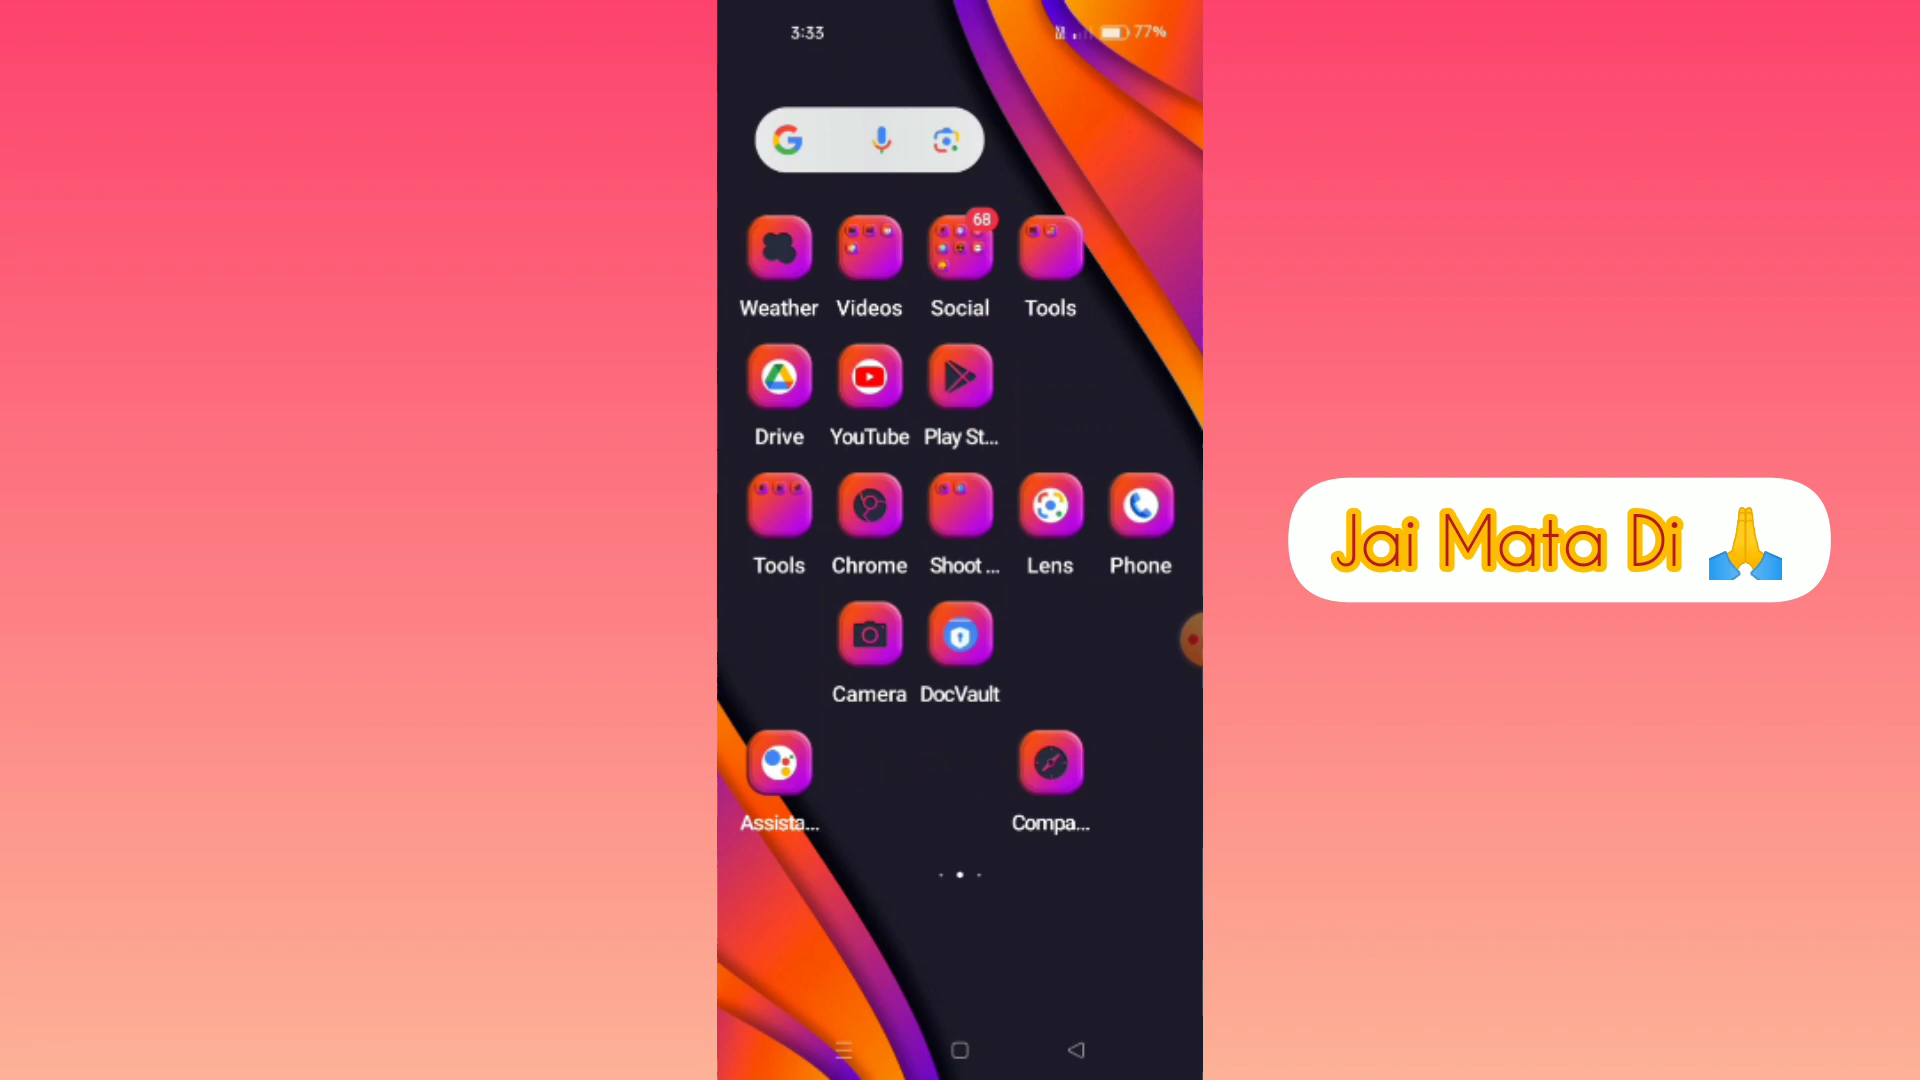 3:33
77%
68
Weather Videos Social Tools
Drive YouTube Play St...
Tools Chrome Shoot ... Lens Phone
Camera DocVault
Assista... Compa...
Jai Mata Di 🙏